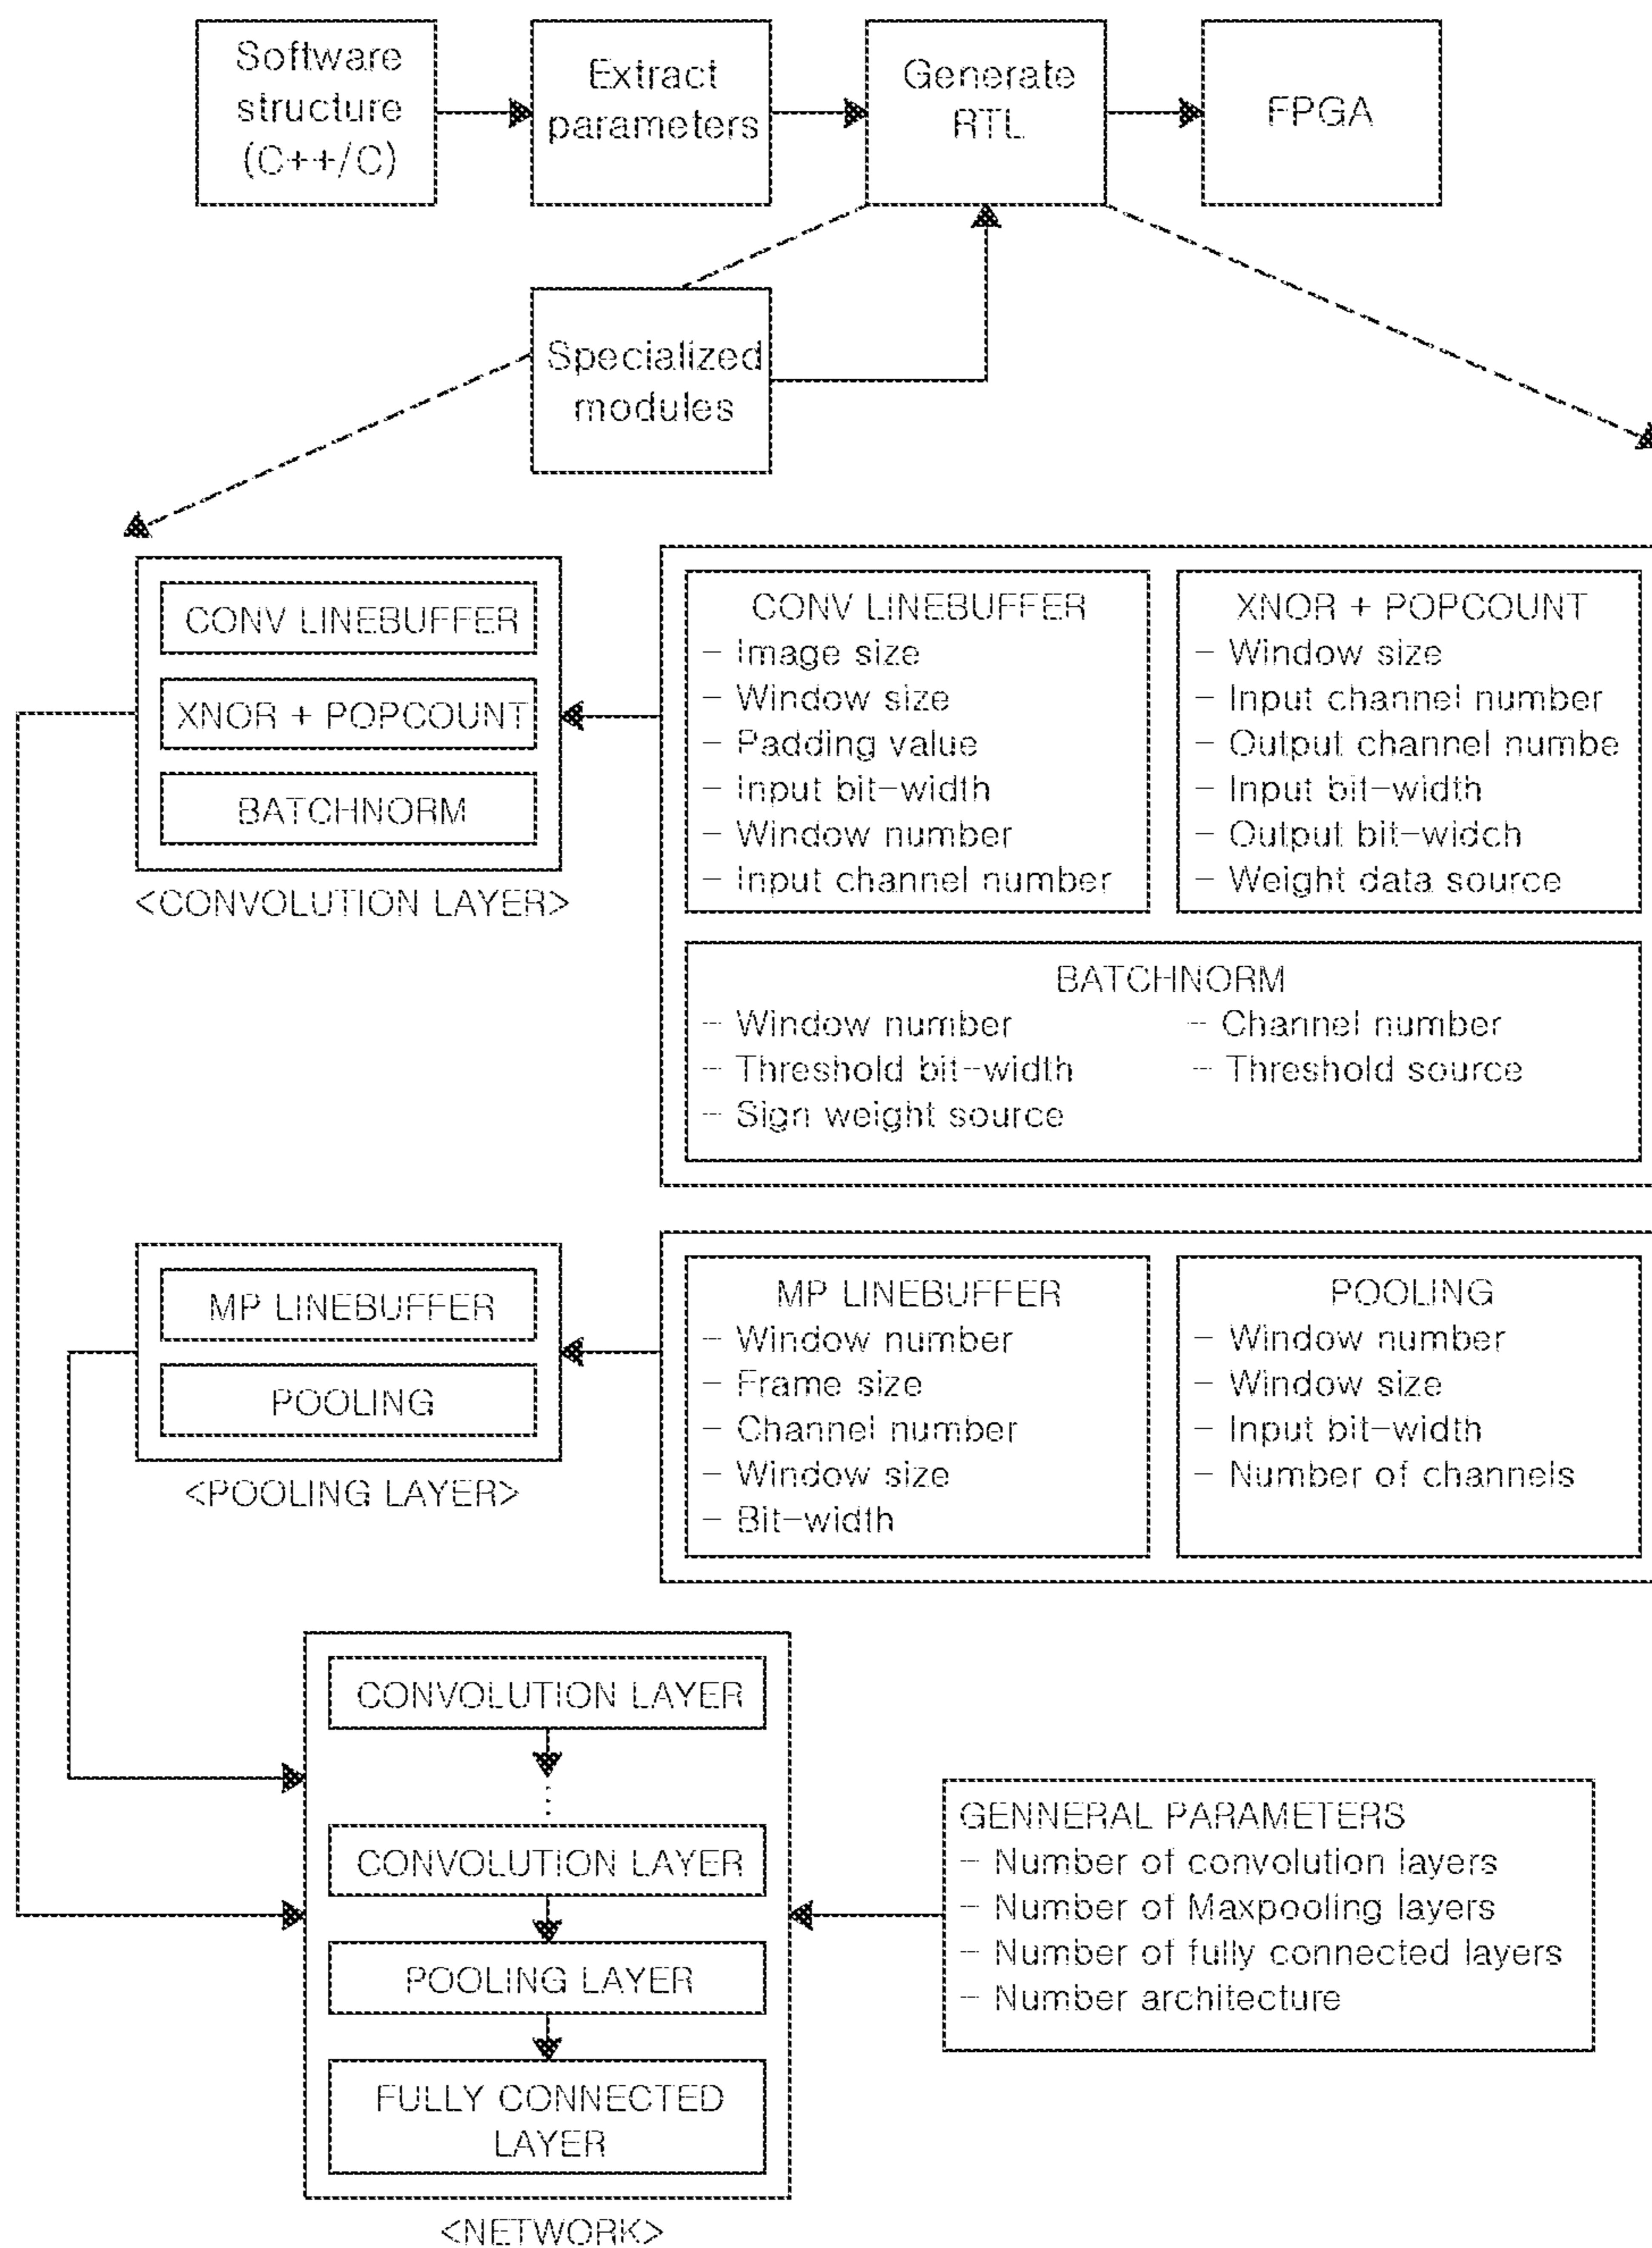 Software
structure
(C++/C)
Extract
parameters
Generate
RTL
FPGA
Specialized
modules
CONV LINEBUFFER
XNOR + POPCOUNT
BATCHNORM
<CONVOLUTION LAYER>
CONV LINEBUFFER
- Image size
- Window size
- Padding value
- Input bit-width
- Window number
- Input channel number
XNOR + POPCOUNT
- Window size
- Input channel number
- Output channel numbe
- Input bit-width
- Output bit-widch
- Weight data source
BATCHNORM
- Window number
- Channel number
- Threshold bit-width
- Threshold source
- Sign weight source
MP LINEBUFFER
POOLING
<POOLING LAYER>
MP LINEBUFFER
- Window number
- Frame size
- Channel number
- Window size
- Bit-width
POOLING
- Window number
- Window size
- Input bit-width
- Number of channels
CONVOLUTION LAYER
CONVOLUTION LAYER
POOLING LAYER
FULLY CONNECTED
LAYER
<NETWORK>
GENNERAL PARAMETERS
- Number of convolution layers
- Number of Maxpooling layers
- Number of fully connected layers
- Number architecture